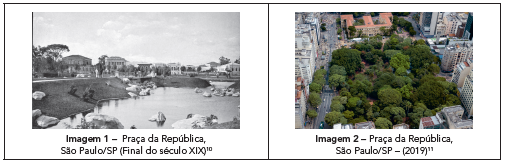 Imagem 1 – Praça da República,
São Paulo/SP (Final do século XIX)¹⁰
Imagem 2 – Praça da República,
São Paulo/SP – (2019)¹¹